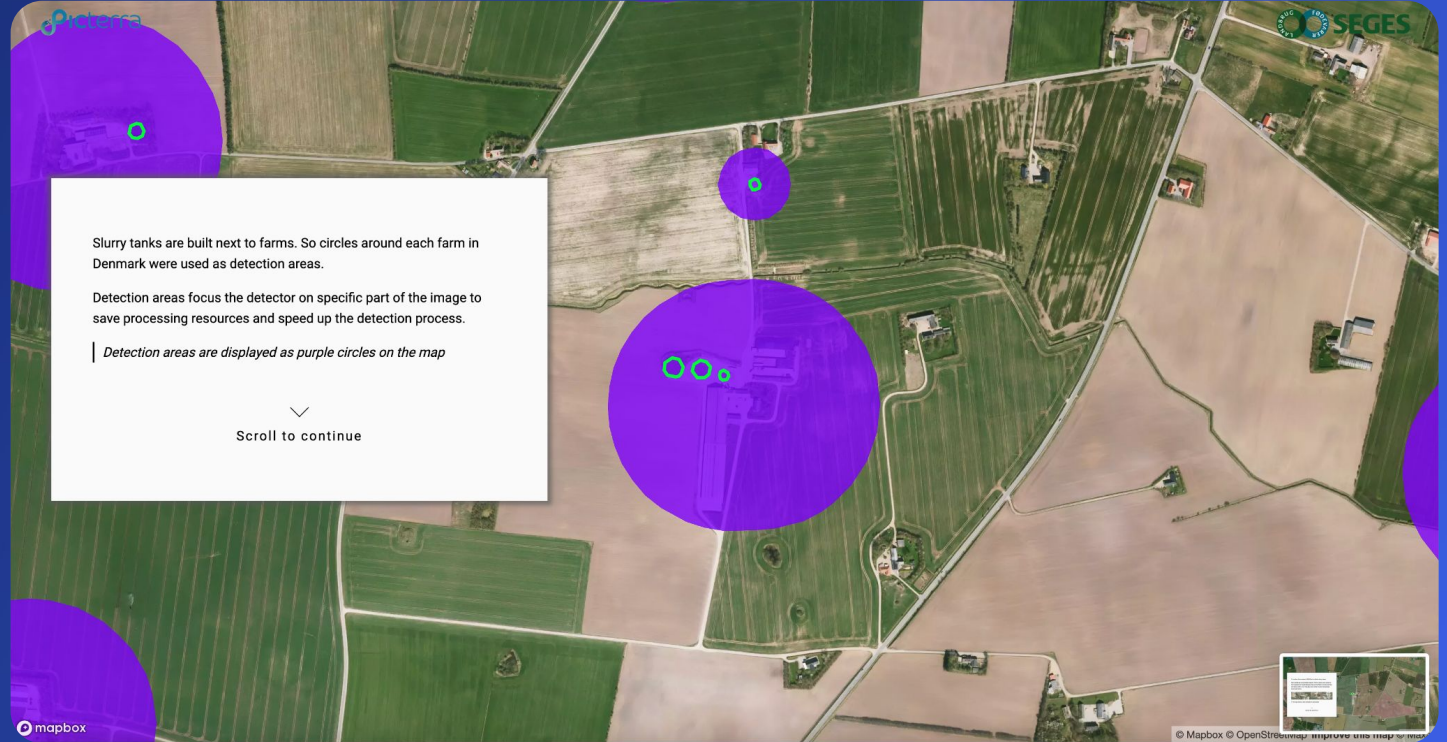 Picterra
LANDBRUG FØDEVARER SEGES
Slurry tanks are built next to farms. So circles around each farm in
Denmark were used as detection areas.
Detection areas focus the detector on specific part of the image to
save processing resources and speed up the detection process.
Detection areas are displayed as purple circles on the map
Scroll to continue
mapbox
© Mapbox © OpenStreetMap Improve this map © Max